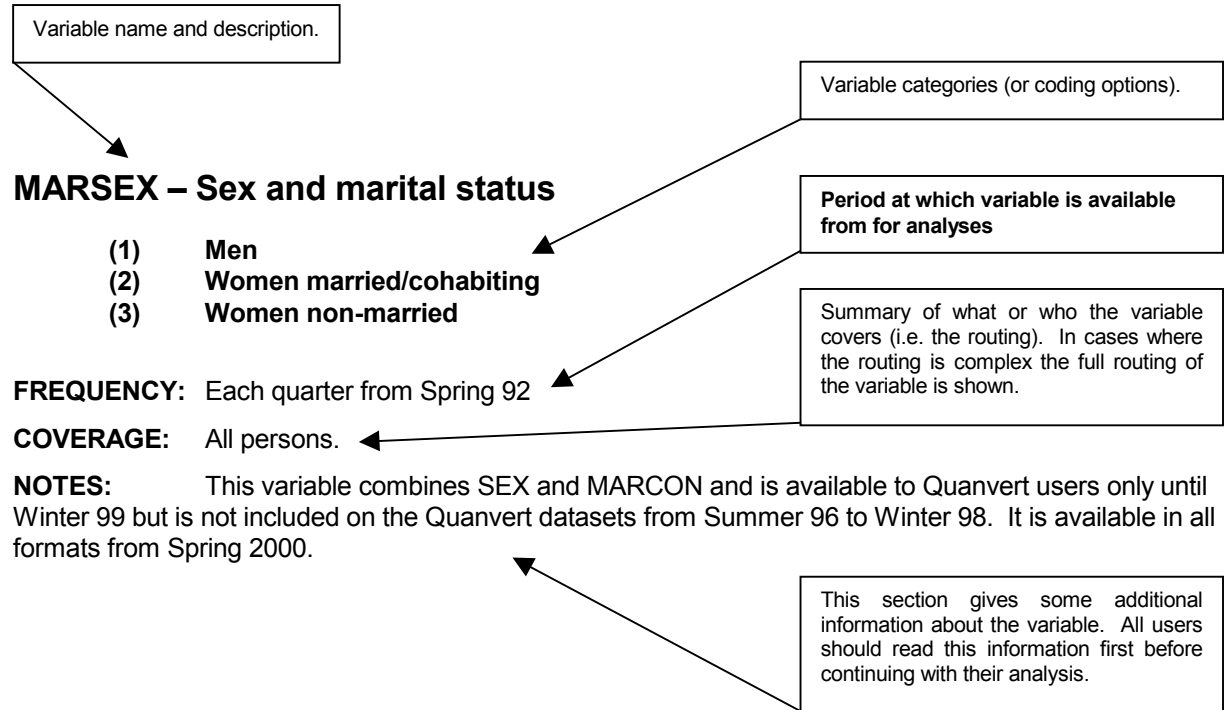 Variable name and description.
Variable categories (or coding options).
MARSEX – Sex and marital status
Period at which variable is available
from for analyses
(1) Men
(2) Women married/cohabiting
(3) Women non-married
Summary of what or who the variable
covers (i.e. the routing). In cases where
the routing is complex the full routing of
the variable is shown.
FREQUENCY: Each quarter from Spring 92
COVERAGE: All persons.
NOTES: This variable combines SEX and MARCON and is available to Quanvert users only until
Winter 99 but is not included on the Quanvert datasets from Summer 96 to Winter 98. It is available in all
formats from Spring 2000.
This section gives some additional
information about the variable. All users
should read this information first before
continuing with their analysis.